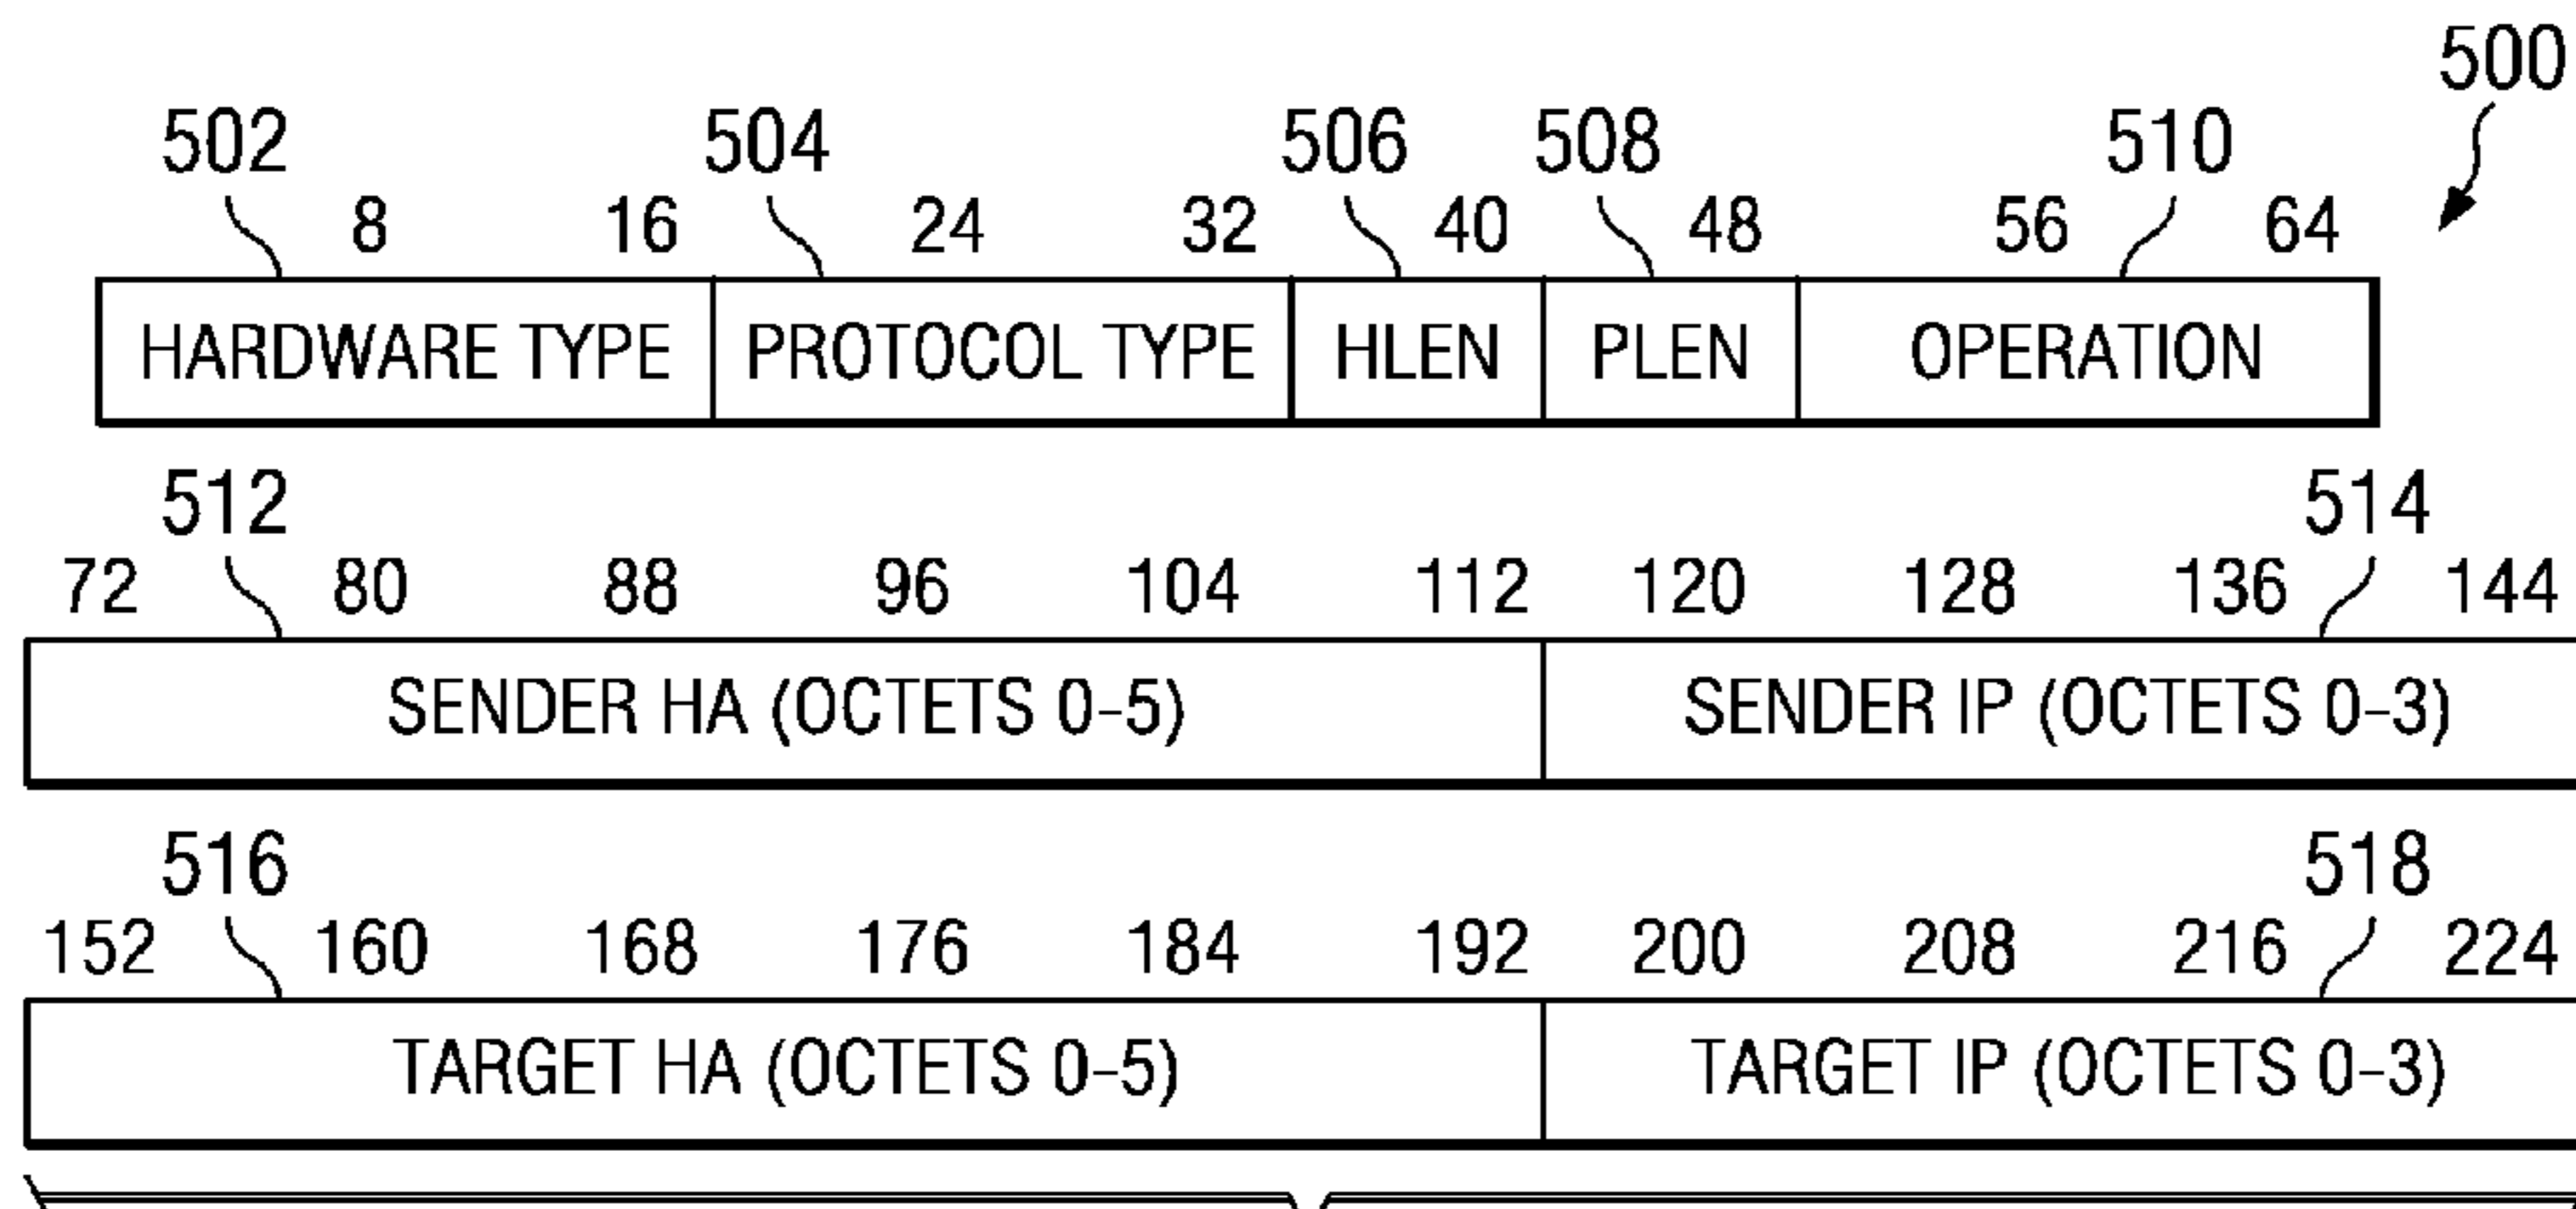 500
502 504 506 508 510
8 16 24 32 40 48 56 64
HARDWARE TYPE PROTOCOL TYPE HLEN PLEN OPERATION
512 514
72 80 88 96 104 112 120 128 136 144
SENDER HA (OCTETS 0-5) SENDER IP (OCTETS 0-3)
516 518
152 160 168 176 184 192 200 208 216 224
TARGET HA (OCTETS 0-5) TARGET IP (OCTETS 0-3)